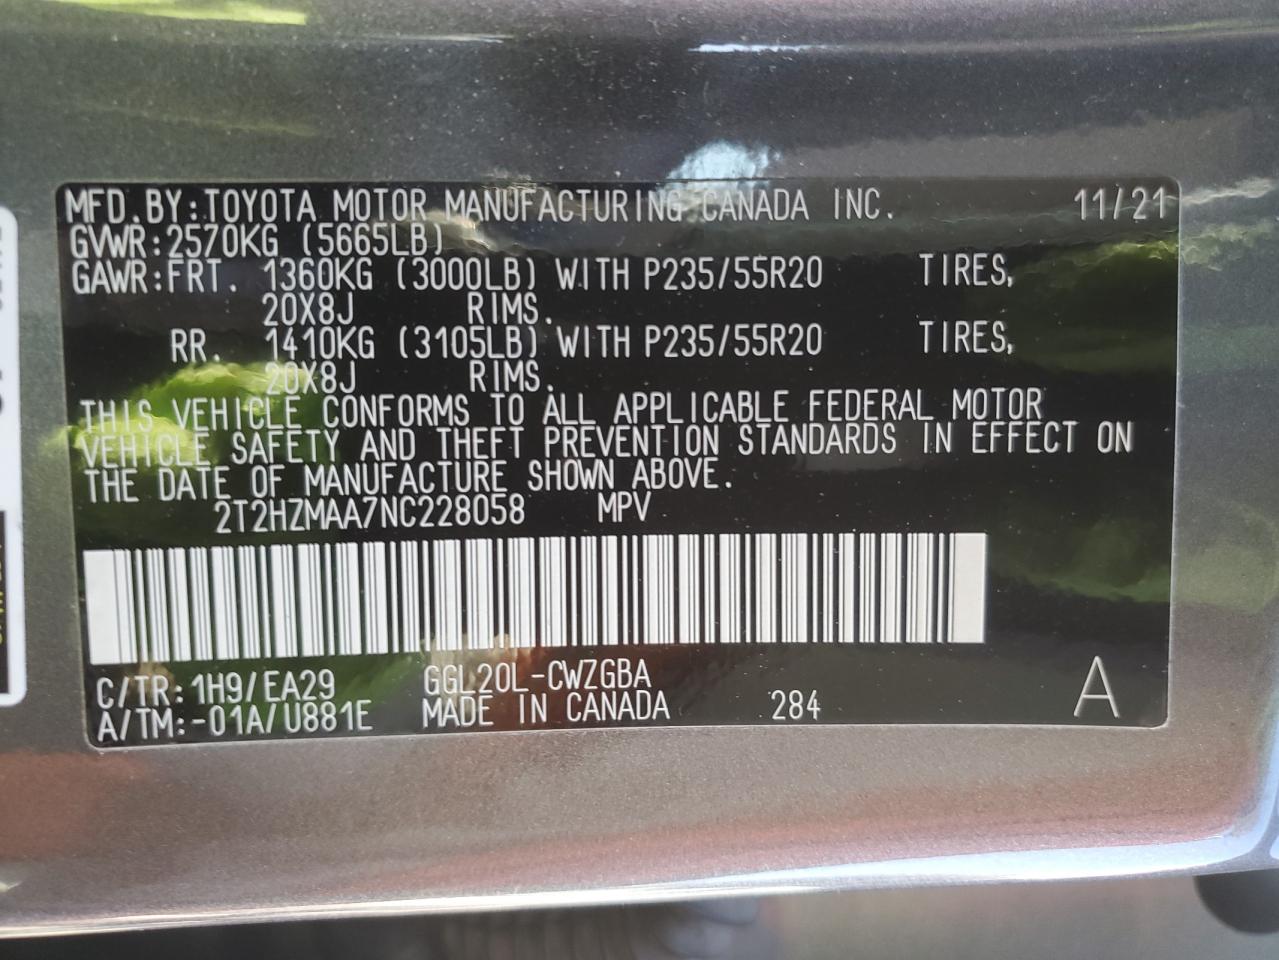 MFD.BY:TOYOTA MOTOR MANUFACTURING CANADA INC. 11/21
GVWR:2570KG (5665LB)
GAWR:FRT. 1360KG (3000LB) WITH P235/55R20 TIRES,
20X8J RIMS.
RR. 1410KG (3105LB) WITH P235/55R20 TIRES,
20X8J RIMS.
THIS VEHICLE CONFORMS TO ALL APPLICABLE FEDERAL MOTOR
VEHICLE SAFETY AND THEFT PREVENTION STANDARDS IN EFFECT ON
THE DATE OF MANUFACTURE SHOWN ABOVE.
2T2HZMAA7NC228058 MPV
C/TR:1H9/EA29 GGL20L-CWZGBA
A/TM:-01A/U881E MADE IN CANADA 284 A